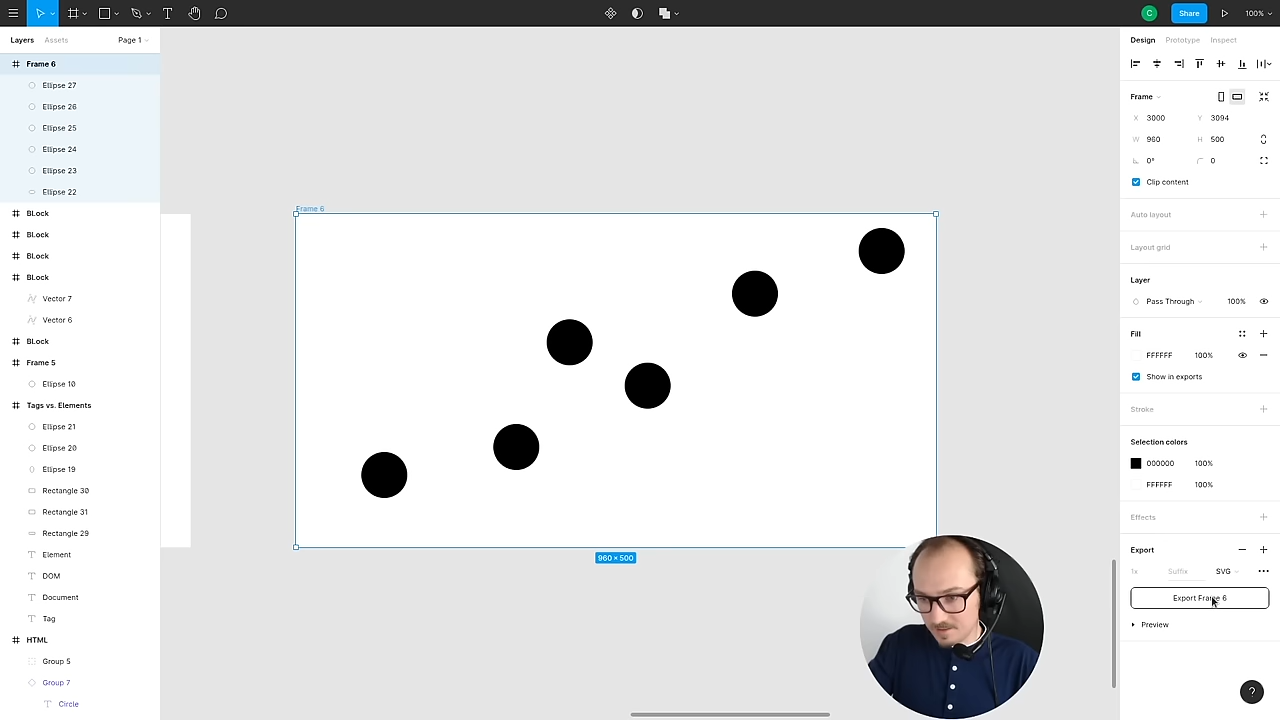 C
Share
100%
Layers
Assets
Page 1
Frame 6
Ellipse 27
Ellipse 26
Ellipse 25
Ellipse 24
Ellipse 23
Ellipse 22
BLock
BLock
BLock
BLock
Vector 7
Vector 6
BLock
Frame 5
Ellipse 10
Tags vs. Elements
Ellipse 21
Ellipse 20
Ellipse 19
Rectangle 30
Rectangle 31
Rectangle 29
Element
DOM
Document
Tag
HTML
Group 5
Group 7
Circle
Frame 6
960 × 500
Design
Prototype
Inspect
Frame
X 3000 Y 3094
W 960 H 500
0° 0
Clip content
Auto layout
Layout grid
Layer
Pass Through 100%
Fill
FFFFFF 100%
Show in exports
Stroke
Selection colors
000000 100%
FFFFFF 100%
Effects
Export
1x Suffix SVG
Export Frame 6
Preview
?